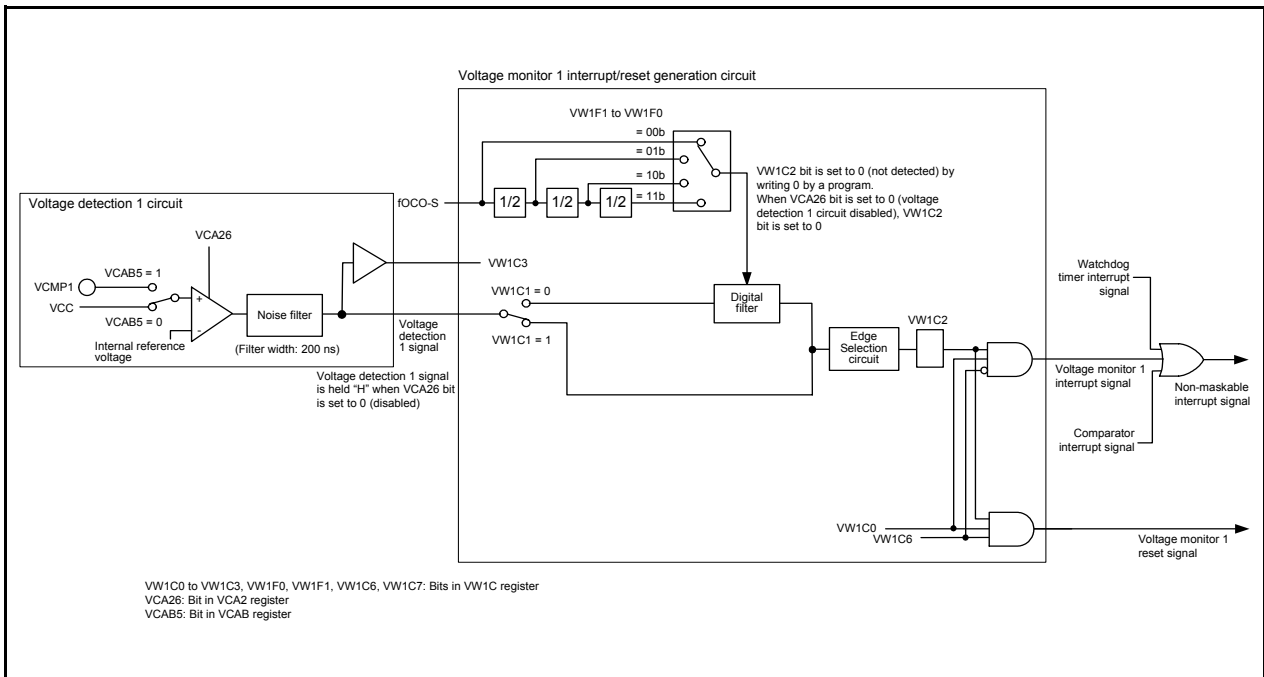 Voltage monitor 1 interrupt/reset generation circuit
VW1F1 to VW1F0
= 00b
= 01b
= 10b
= 11b
fOCO-S
1/2
1/2
1/2
VW1C2 bit is set to 0 (not detected) by
writing 0 by a program.
When VCA26 bit is set to 0 (voltage
detection 1 circuit disabled), VW1C2
bit is set to 0
Voltage detection 1 circuit
VCA26
VCAB5 = 1
VCMP1
VCC
VCAB5 = 0
+
-
Internal reference
voltage
Noise filter
(Filter width: 200 ns)
VW1C3
Voltage
detection
1 signal
Voltage detection 1 signal
is held “H” when VCA26 bit
is set to 0 (disabled)
VW1C1 = 0
VW1C1 = 1
Digital
filter
Edge
Selection
circuit
VW1C2
Watchdog
timer interrupt
signal
Voltage monitor 1
interrupt signal
Non-maskable
interrupt signal
Comparator
interrupt signal
VW1C0
VW1C6
Voltage monitor 1
reset signal
VW1C0 to VW1C3, VW1F0, VW1F1, VW1C6, VW1C7: Bits in VW1C register
VCA26: Bit in VCA2 register
VCAB5: Bit in VCAB register